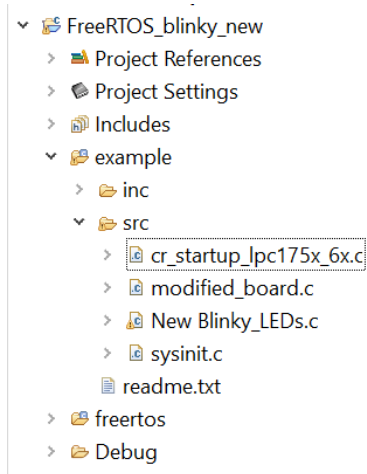 FreeRTOS_blinky_new
Project References
Project Settings
Includes
example
inc
src
cr_startup_lpc175x_6x.c
modified_board.c
New Blinky_LEDs.c
sysinit.c
readme.txt
freertos
Debug